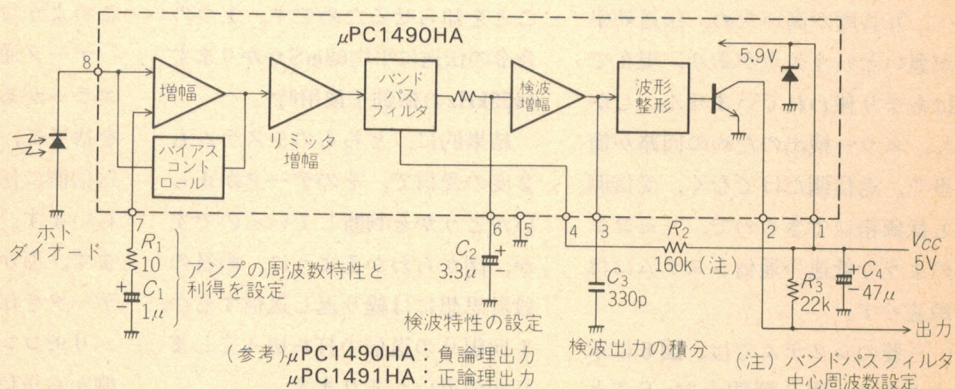 μPC1490HA
8
増幅
バイアス
コント
ロール
リミッタ
増幅
バンド
パス
フィルタ
検波
増幅
波形
整形
5.9V
ホト
ダイオード
7
R1
10
C1
1μ
アンプの周波数特性と
利得を設定
6
5
4
3
2
1
C2
3.3μ
検波特性の設定
C3
330p
検波出力の積分
R2
160k(注)
R3
22k
C4
47μ
VCC
5V
出力
(参考)μPC1490HA:負論理出力
μPC1491HA:正論理出力
(注)バンドパスフィルタ
中心周波数設定